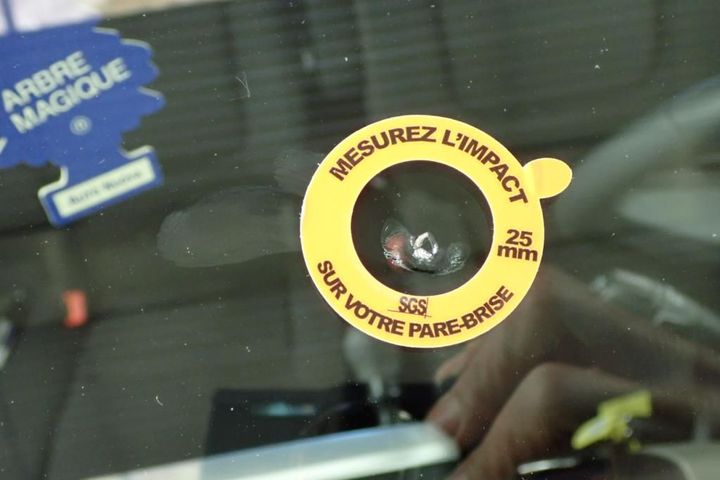 ARBRE
MAGIQUE
®
MESUREZ L'IMPACT
25
mm
SGS
SUR VOTRE PARE-BRISE